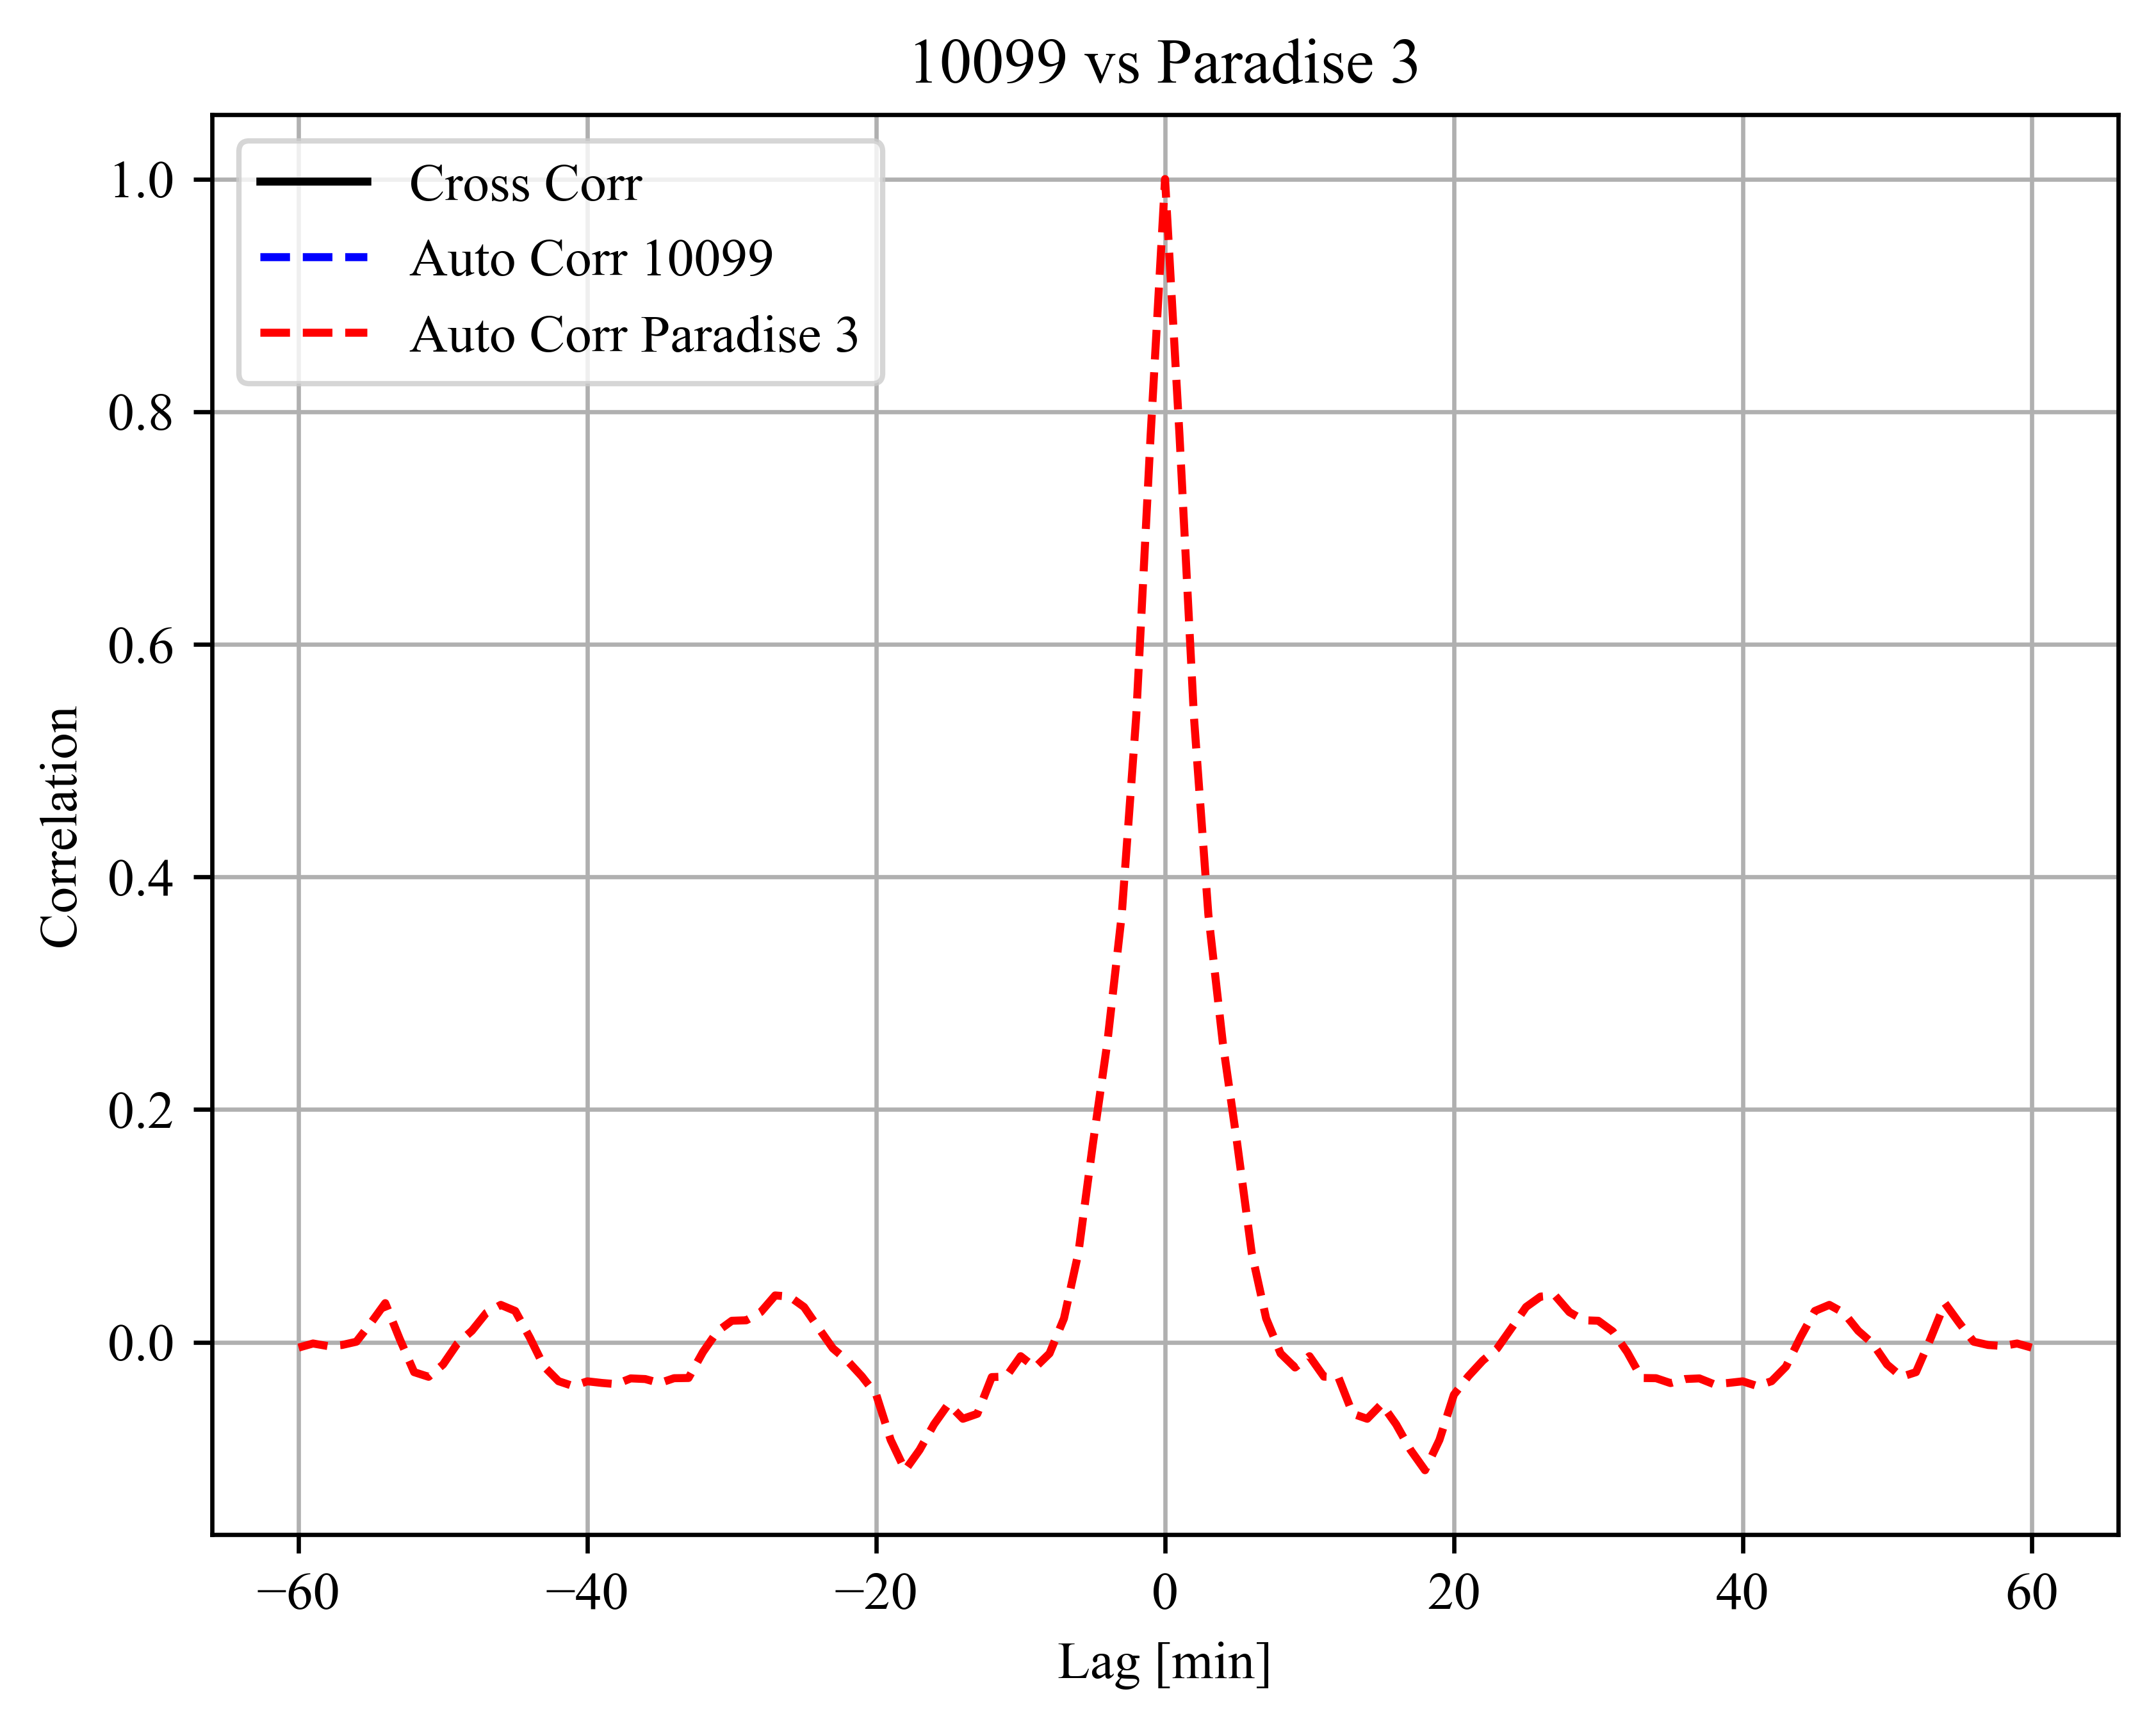 10099 vs Paradise 3
Cross Corr
Auto Corr 10099
Auto Corr Paradise 3
1.0
0.8
0.6
0.4
0.2
0.0
Correlation
−60 −40 −20 0 20 40 60
Lag [min]